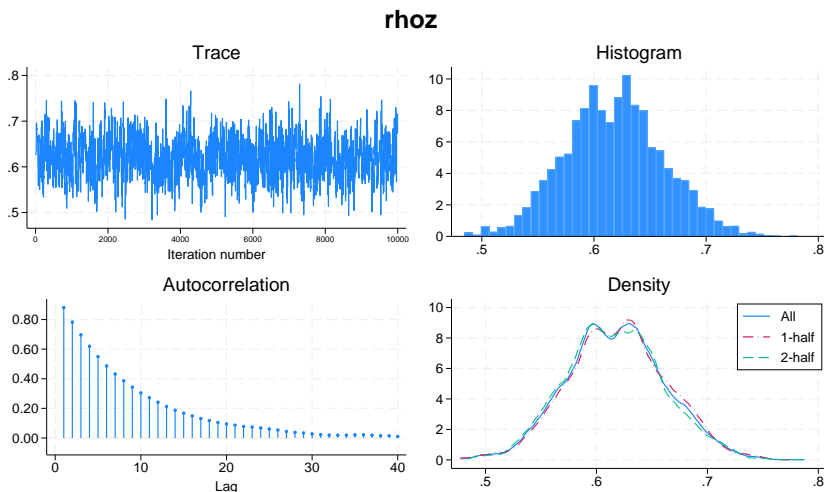 rhoz
Trace
.8
.7
.6
.5
0 2000 4000 6000 8000 10000
Iteration number
Histogram
10
8
6
4
2
0
.5 .6 .7 .8
Autocorrelation
0.80
0.60
0.40
0.20
0.00
0 10 20 30 40
Lag
Density
10
8
6
4
2
0
.5 .6 .7 .8
All
1-half
2-half